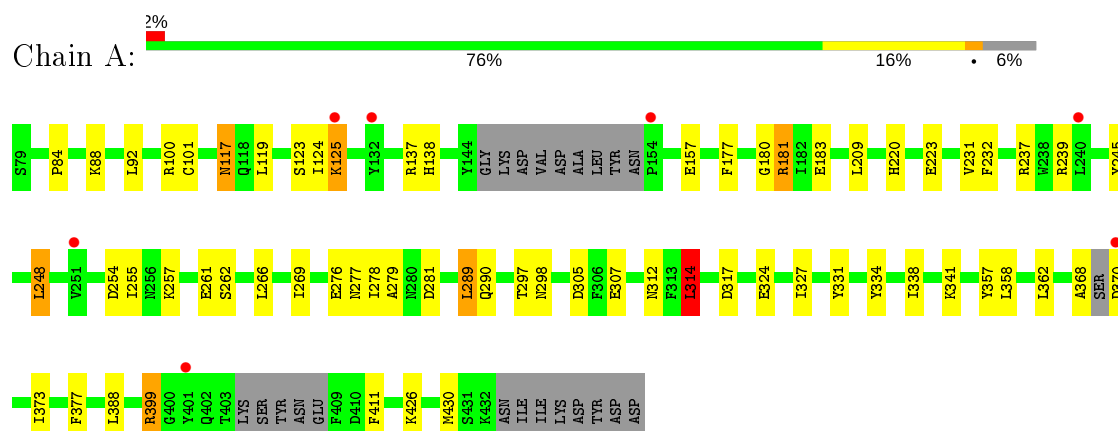 2%
Chain A:
76% 16% • 6%
S79 P84 K88 L92 R100 C101 N117 Q118 L119 S123 I124 K125 Y132 R137 H138 Y144 GLY LYS ASP VAL ASP ALA LEU TYR ASN P154 E157 F177 G180 R181 I182 E183 L209 H220 E223 V231 F232 R237 W238 R239 L240 Y245
L248 V251 D254 I255 N256 K257 E261 S262 L266 I269 E276 N277 I278 A279 N280 D281 L289 Q290 T297 N298 D305 F306 E307 N312 F313 L314 D317 E324 I327 Y331 Y334 I338 K341 Y357 L358 L362 A368 SER D370
I373 F377 L388 R399 G400 Y401 Q402 T403 LYS SER TYR ASN GLU F409 D410 F411 K426 M430 S431 K432 ASN ILE ILE LYS ASP TYR ASP ASP